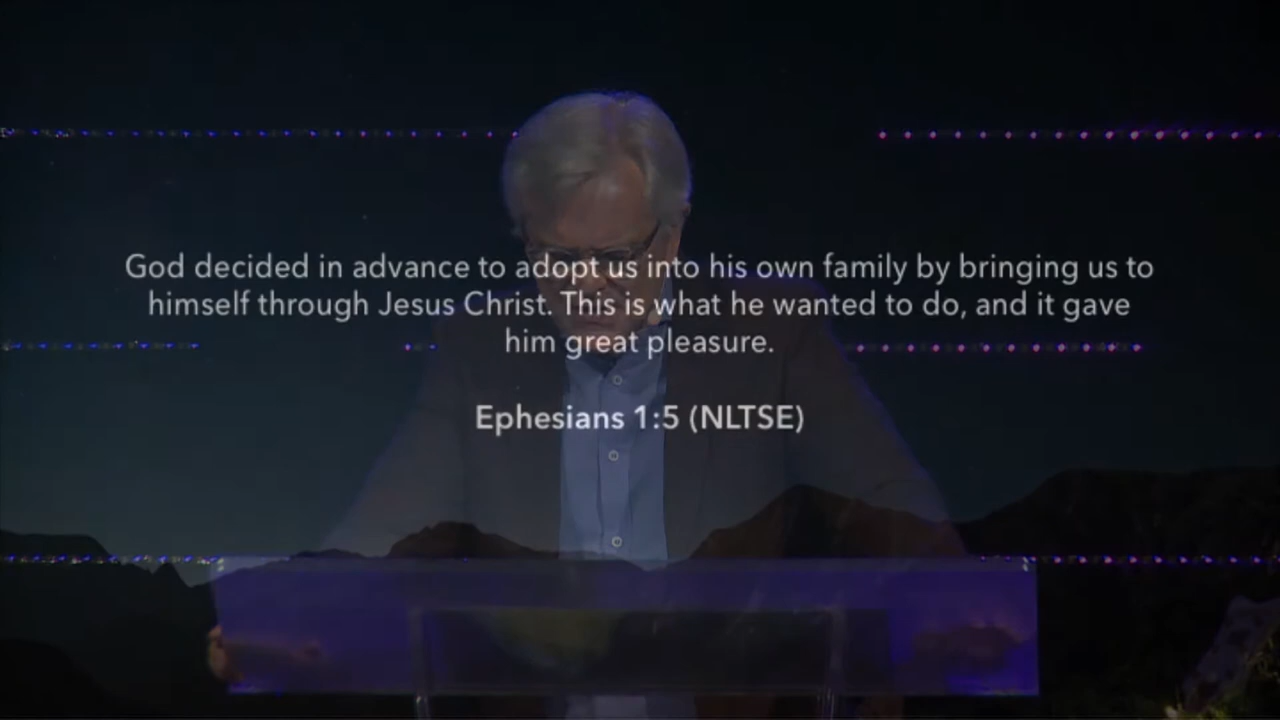 God decided in advance to adopt us into his own family by bringing us to
himself through Jesus Christ. This is what he wanted to do, and it gave
him great pleasure.
Ephesians 1:5 (NLTSE)